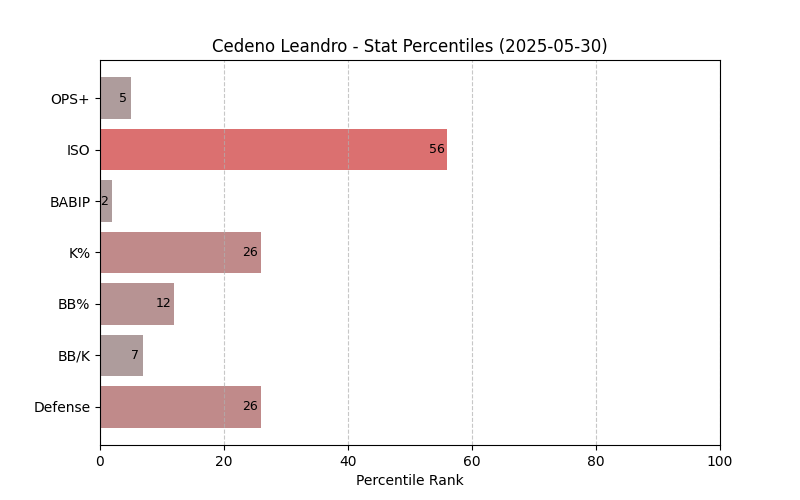 Cedeno Leandro - Stat Percentiles (2025-05-30)
OPS+ 5
ISO 56
BABIP 2
K% 26
BB% 12
BB/K 7
Defense 26
0 20 40 60 80 100
Percentile Rank